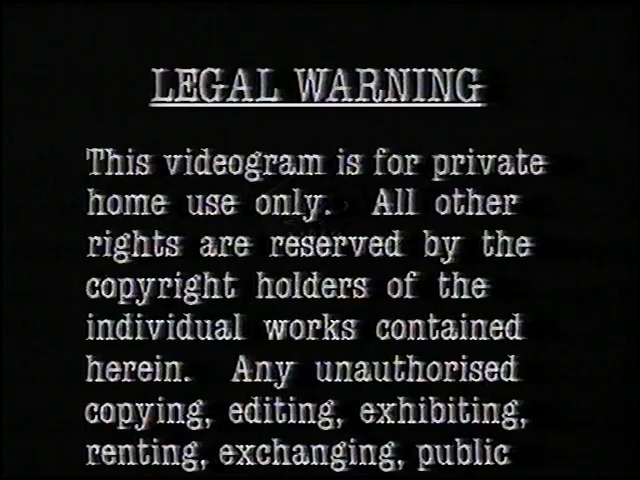 LEGAL WARNING
This videogram is for private
home use only. All other
rights are reserved by the
copyright holders of the
individual works contained
herein. Any unauthorised
copying, editing, exhibiting,
renting, exchanging, public